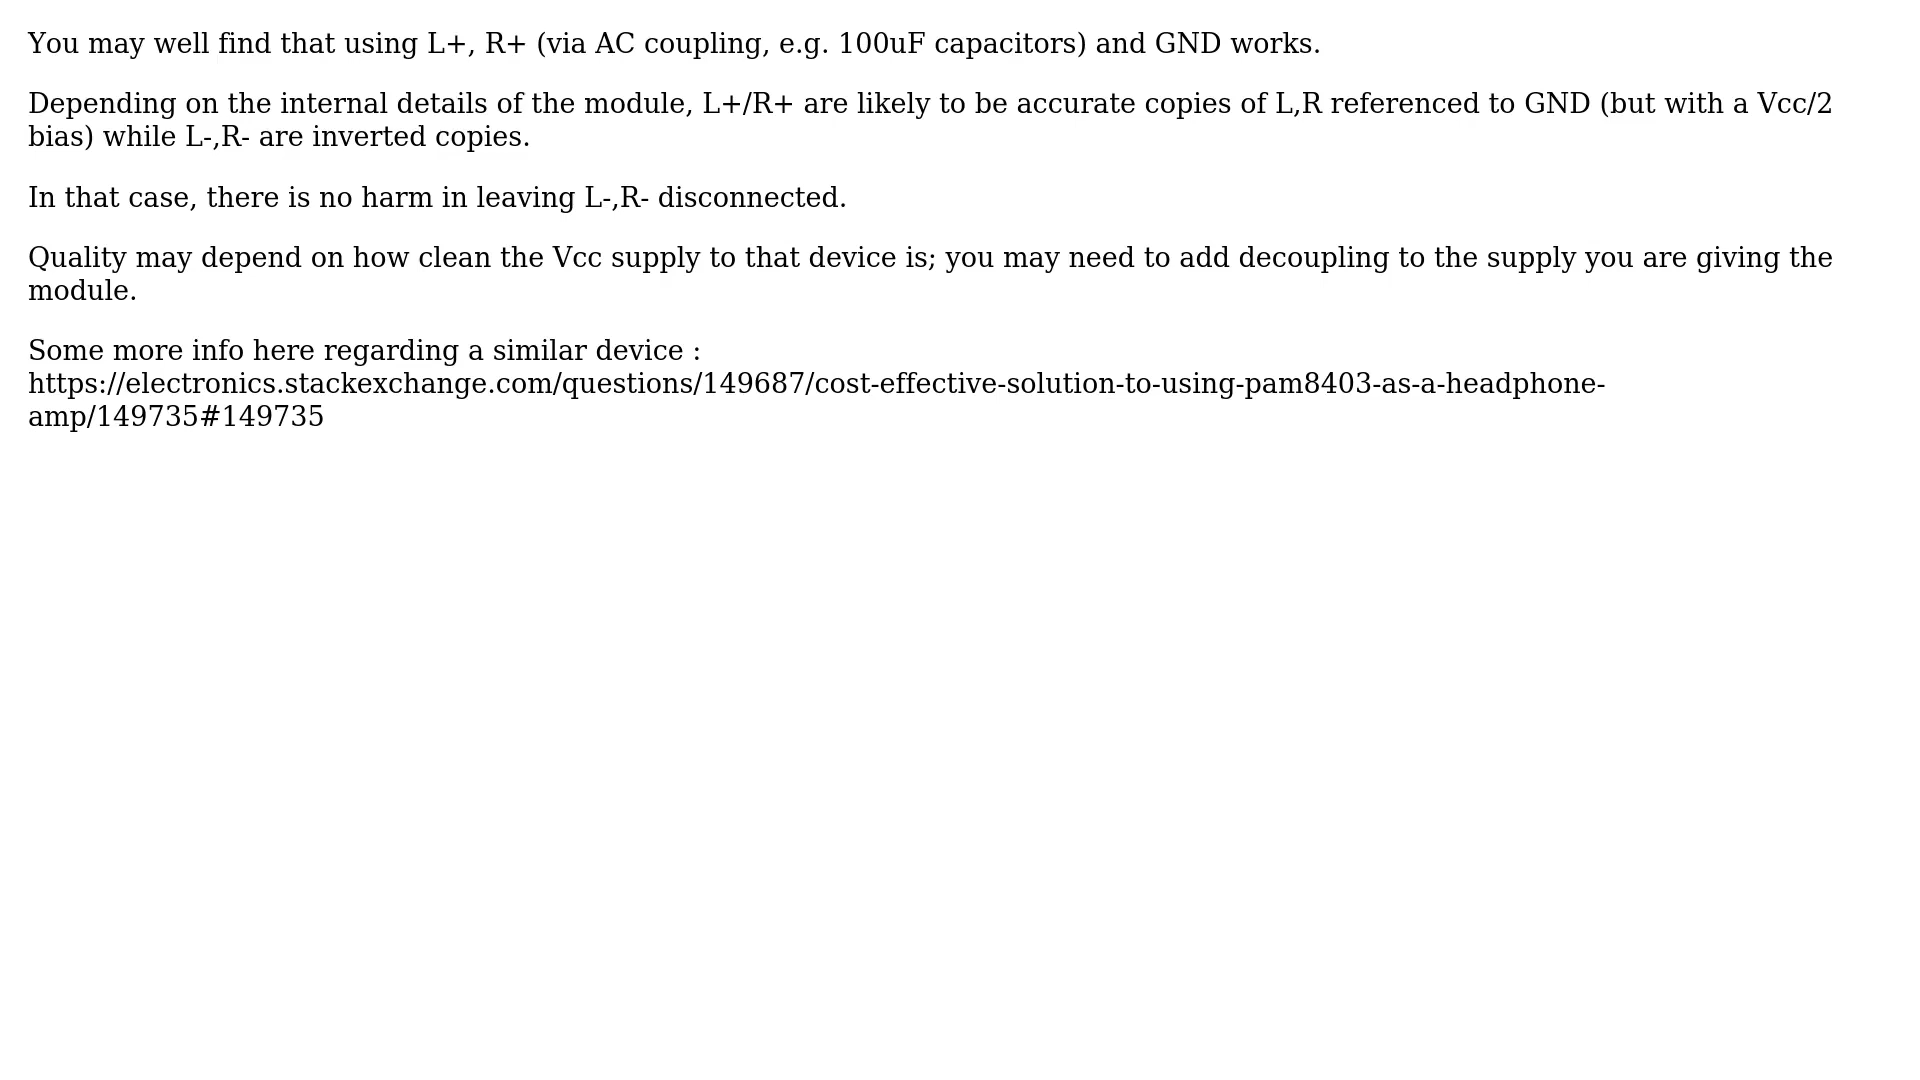 You may well find that using L+, R+ (via AC coupling, e.g. 100uF capacitors) and GND works.
Depending on the internal details of the module, L+/R+ are likely to be accurate copies of L,R referenced to GND (but with a Vcc/2
bias) while L-,R- are inverted copies.
In that case, there is no harm in leaving L-,R- disconnected.
Quality may depend on how clean the Vcc supply to that device is; you may need to add decoupling to the supply you are giving the
module.
Some more info here regarding a similar device :
https://electronics.stackexchange.com/questions/149687/cost-effective-solution-to-using-pam8403-as-a-headphone-
amp/149735#149735